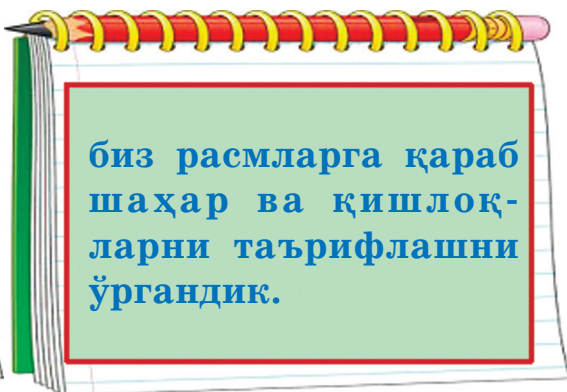 биз расмларга қараб
шаҳар ва қишлоқ-
ларни таърифлашни
ўргандик.